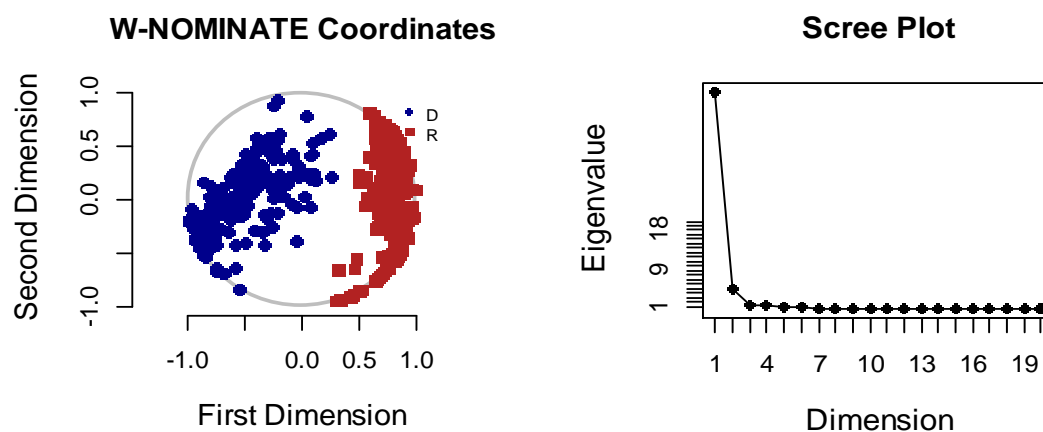 W-NOMINATE Coordinates
Second Dimension
1.0
0.5
0.0
-1.0
D
R
-1.0
0.0
0.5
1.0
First Dimension
Scree Plot
Eigenvalue
18
9
1
1
4
7
10
13
16
19
Dimension